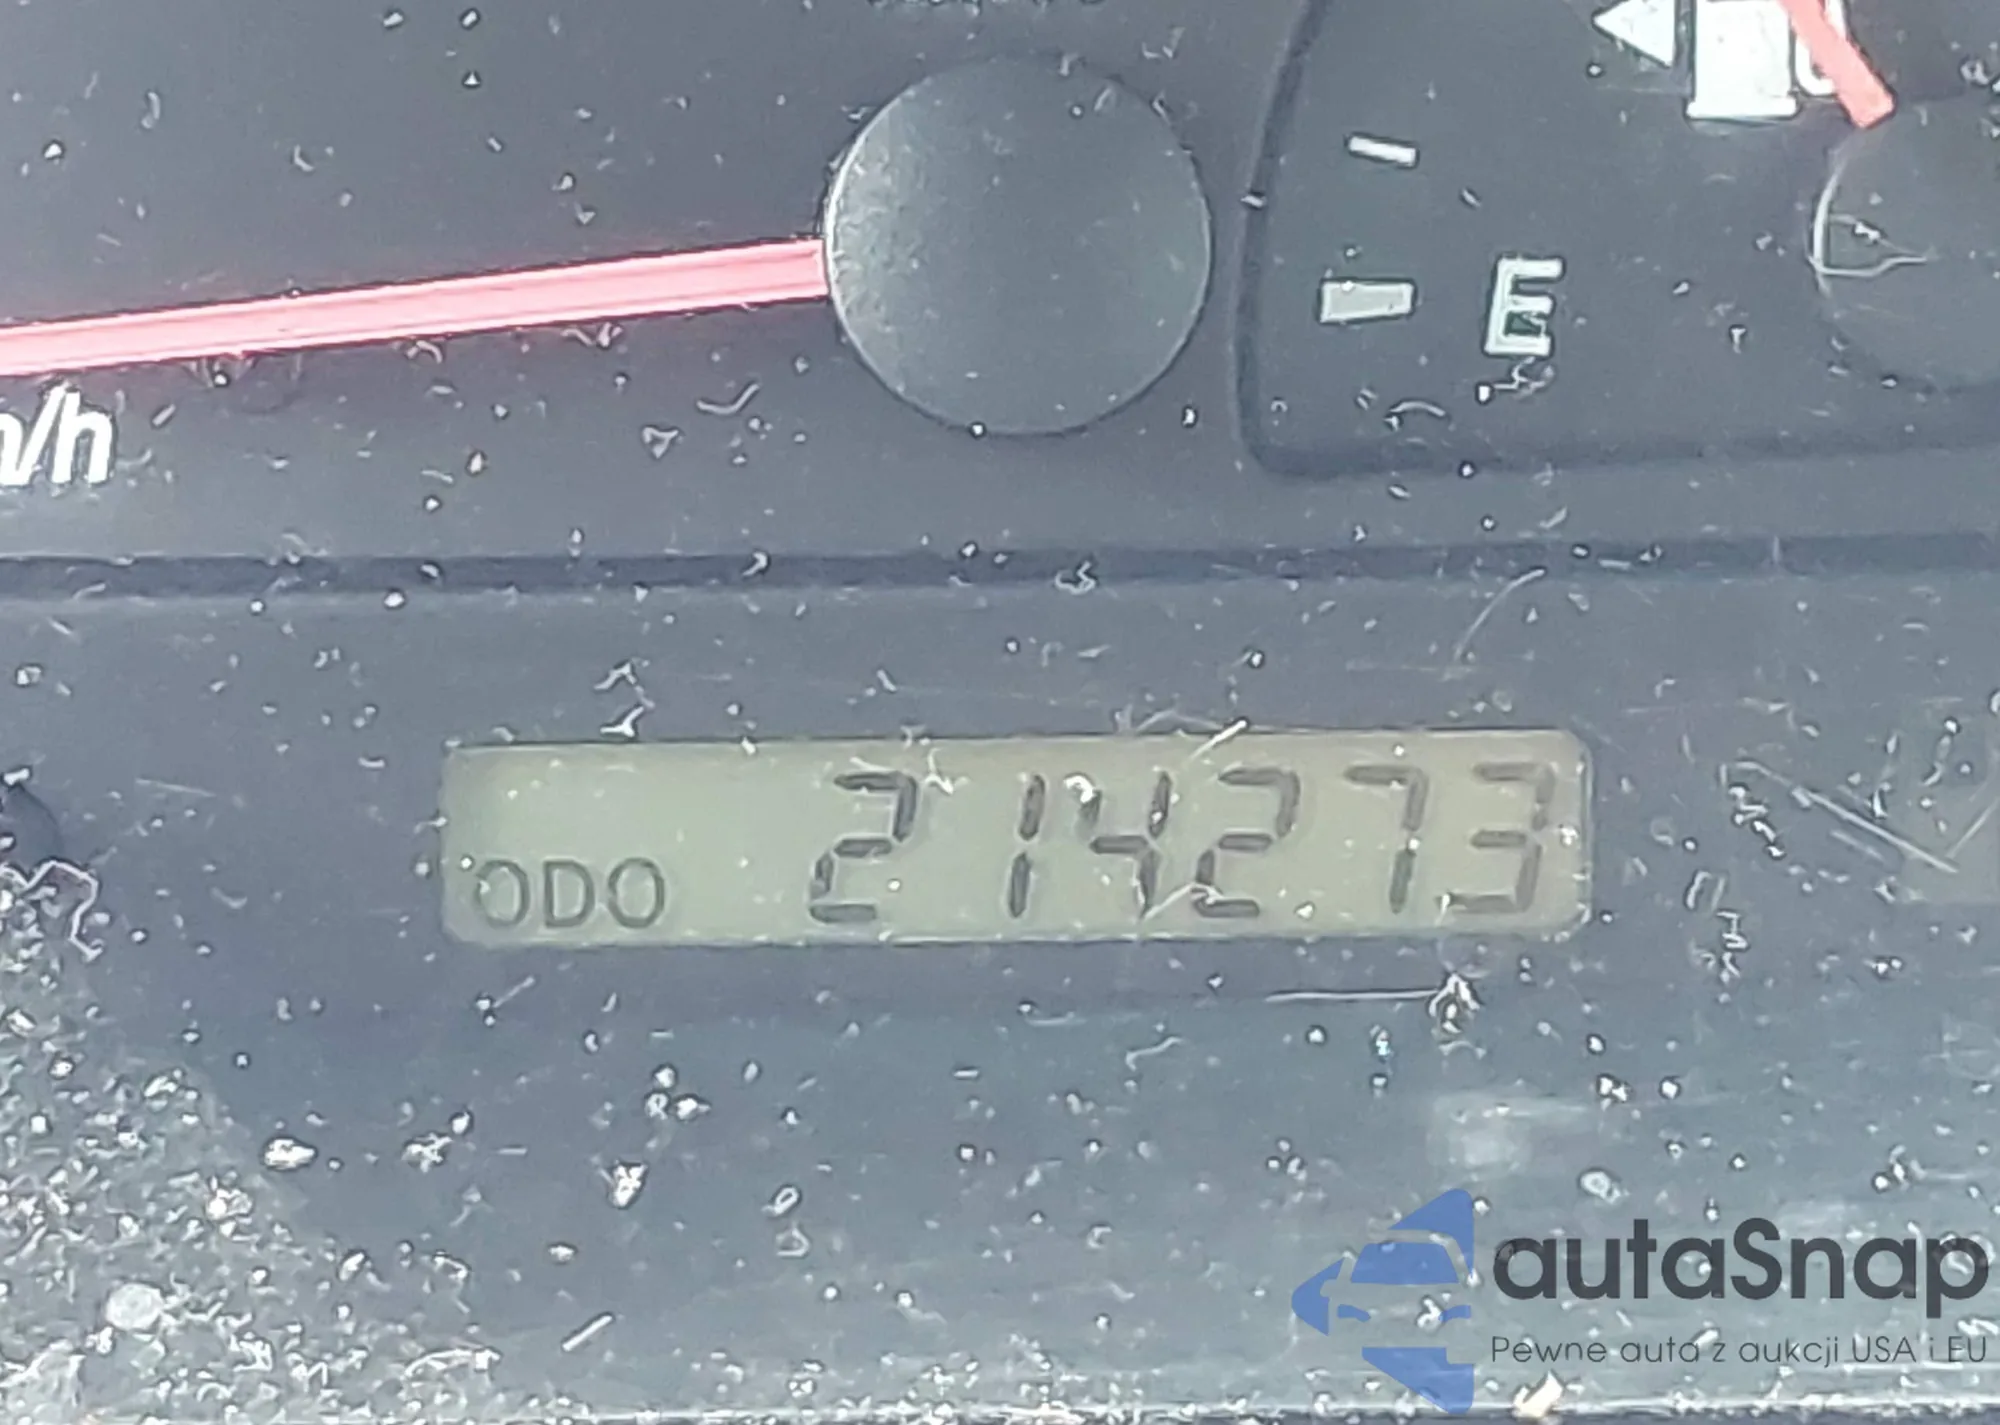 E
/h
ODO 214273
autaSnap
Pewne auta z aukcji USA i EU